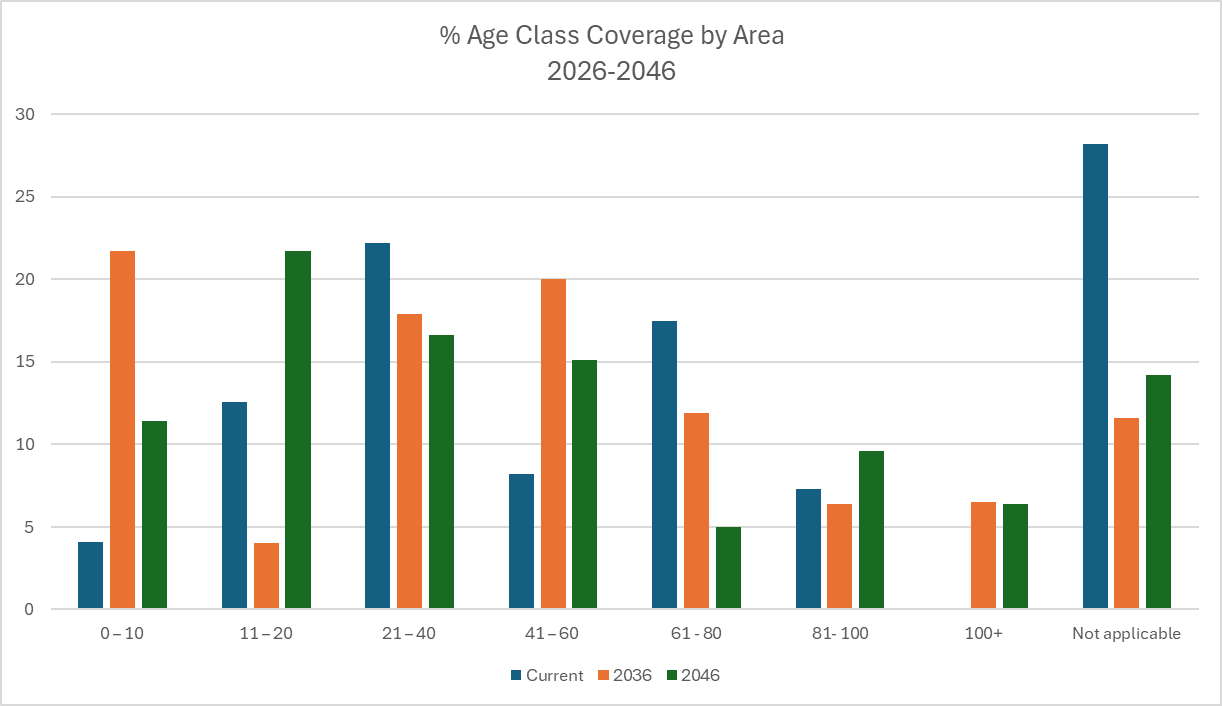 % Age Class Coverage by Area
2026-2046
30
25
20
15
10
5
0
0 – 10
11 – 20
21 – 40
41 – 60
61 - 80
81- 100
100+
Not applicable
Current
2036
2046